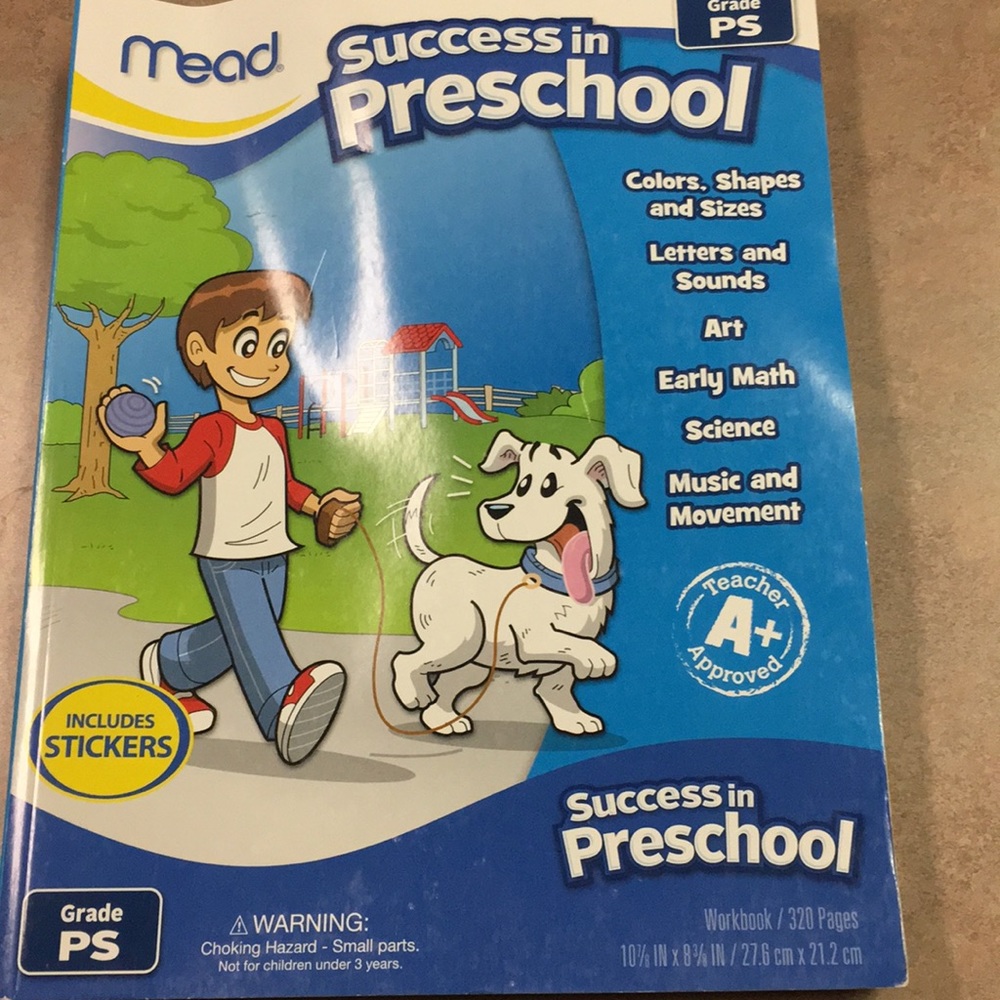 Mead
Success in
Preschool
Grade
PS
Colors, Shapes
and Sizes
Letters and
Sounds
Art
Early Math
Science
Music and
Movement
Teacher
A+
Approved
INCLUDES
STICKERS
Success in
Preschool
Grade
PS
⚠ WARNING:
Choking Hazard - Small parts.
Not for children under 3 years.
Workbook / 320 Pages
10⅞ IN x 8⅜ IN / 27.6 cm x 21.2 cm